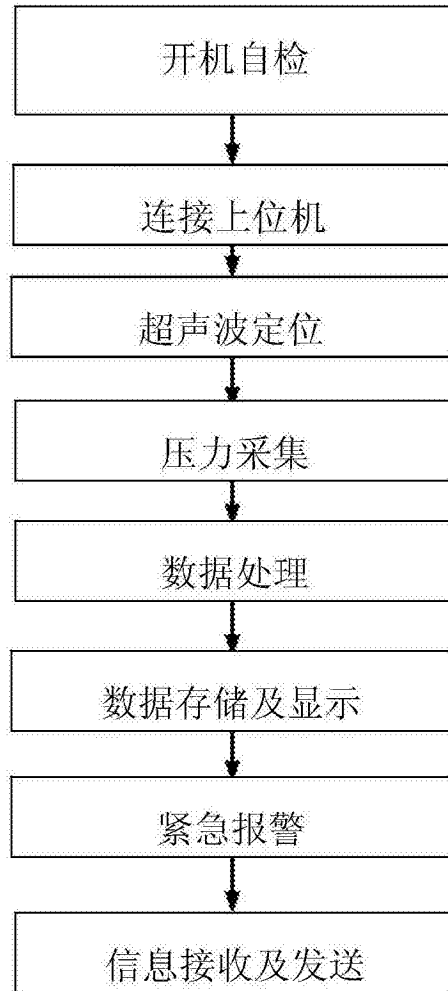 开机自检
连接上位机
超声波定位
压力采集
数据处理
数据存储及显示
紧急报警
信息接收及发送